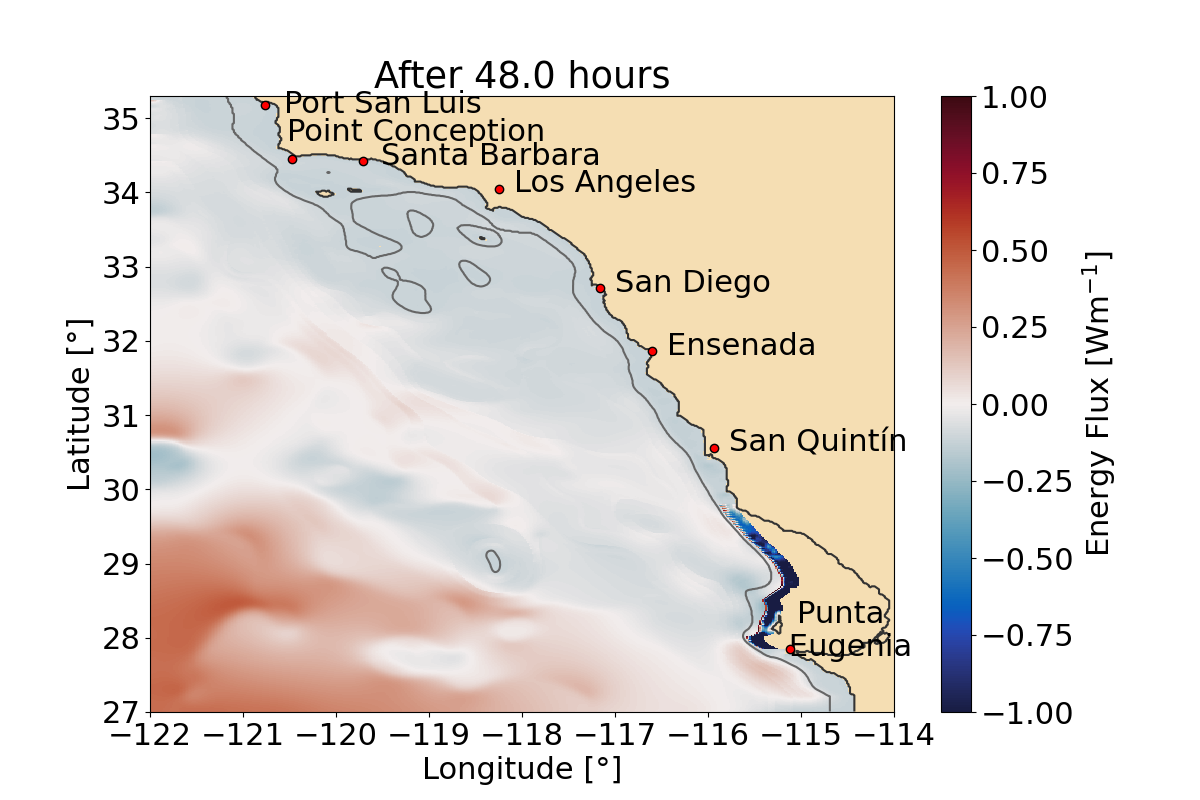 After 48.0 hours
Port San Luis
Point Conception
Santa Barbara
Los Angeles
San Diego
Ensenada
San Quintín
Punta
Eugenia
35
34
33
32
31
30
29
28
27
Latitude [°]
−122 −121 −120 −119 −118 −117 −116 −115 −114
Longitude [°]
1.00
0.75
0.50
0.25
0.00
−0.25
−0.50
−0.75
−1.00
Energy Flux [Wm⁻¹]